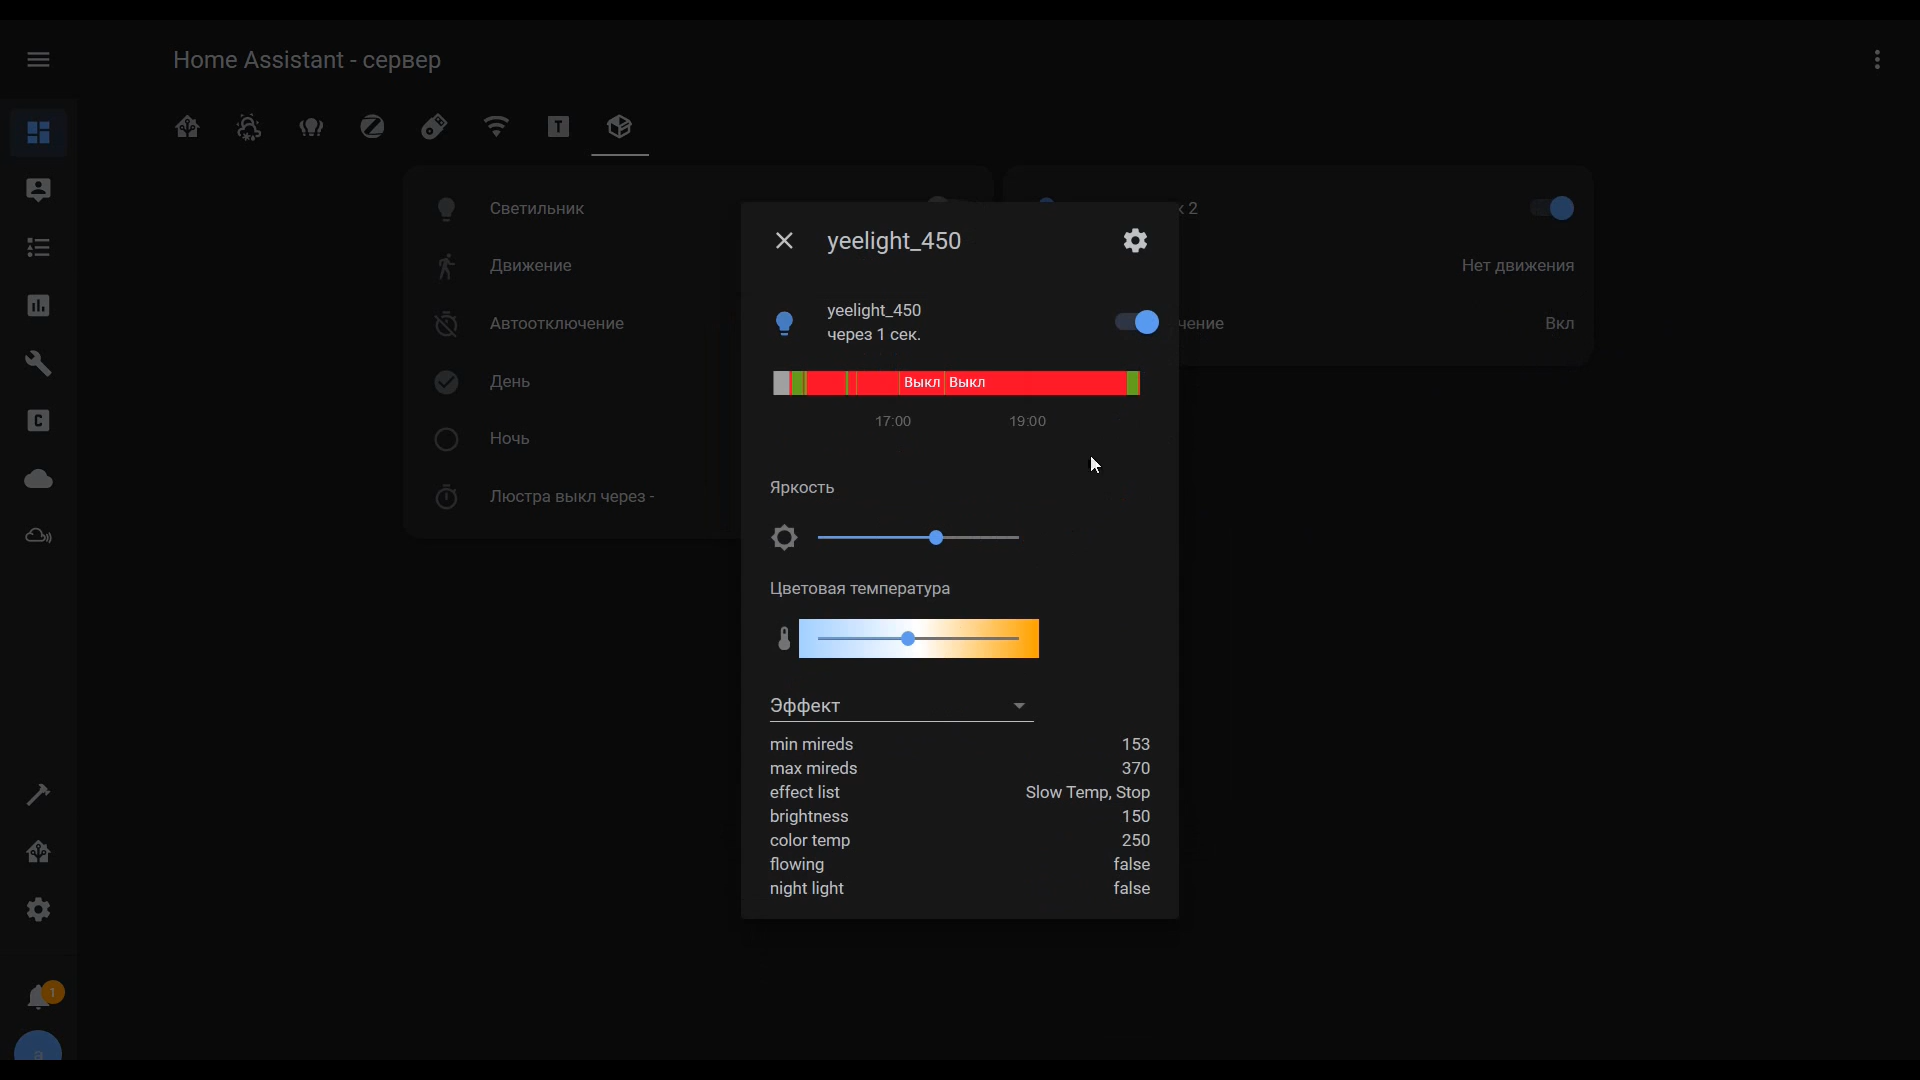 Home Assistant - сервер
T
Светильник
Движение
Автоотключение
День
Ночь
Люстра выкл через -
к 2
Нет движения
чение
Вкл
C
1
a
yeelight_450
yeelight_450
через 1 сек.
Выкл Выкл
17:00 19:00
Яркость
Цветовая температура
Эффект
min mireds 153
max mireds 370
effect list Slow Temp, Stop
brightness 150
color temp 250
flowing false
night light false